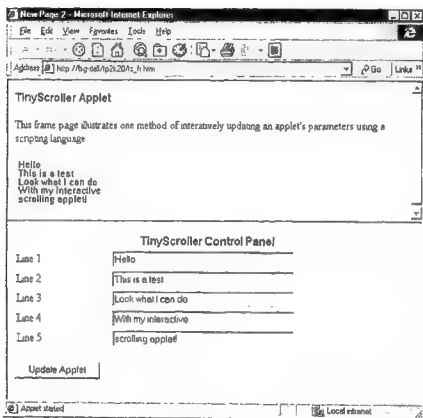 New Page 2 - Microsoft Internet Explorer
File Edit View Favorites Tools Help
Address Go Links »
TinyScroller Applet
This frame page illustrates one method of interatively updating an applet's parameters using a
scripting language
Hello
This is a test
Look what I can do
With my interactive
scrolling applet!
TinyScroller Control Panel
Line 1 Hello
Line 2 This is a test
Line 3 Look what I can do
Line 4 With my interactive
Line 5 scrolling applet!
Update Applet
Applet started Local intranet